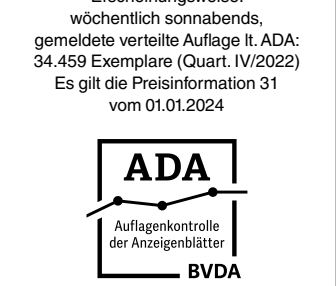 Erscheinungsweise:
wöchentlich sonnabends,
gemeldete verteilte Auflage lt. ADA:
34.459 Exemplare (Quart. IV/2022)
Es gilt die Preisinformation 31
vom 01.01.2024
ADA
Auflagenkontrolle
der Anzeigenblätter
BVDA